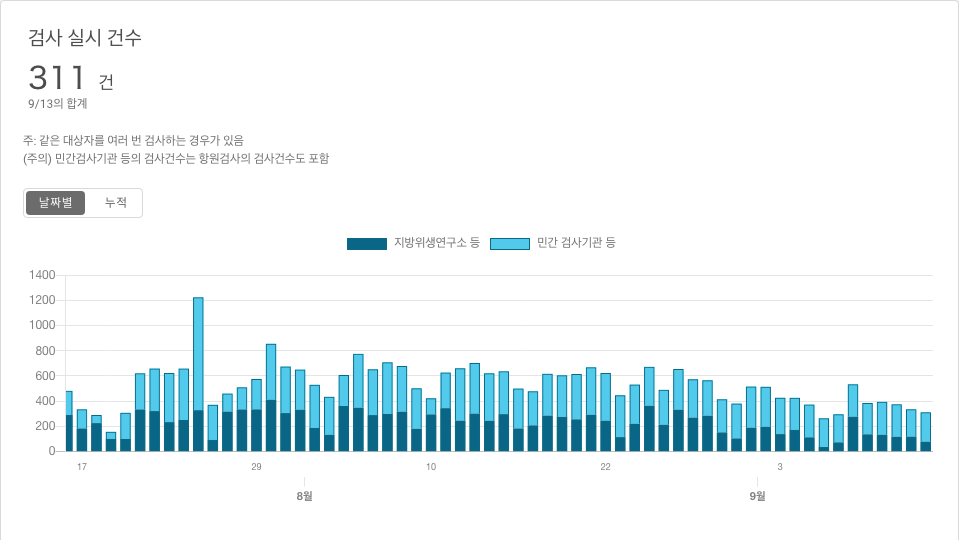 검사 실시 건수
311 건
9/13의 합계
주: 같은 대상자를 여러 번 검사하는 경우가 있음
(주의) 민간검사기관 등의 검사건수는 항원검사의 검사건수도 포함
날짜별 누적
지방위생연구소 등 민간 검사기관 등
1400
1200
1000
800
600
400
200
0
17 29 10 22 3
8월 9월